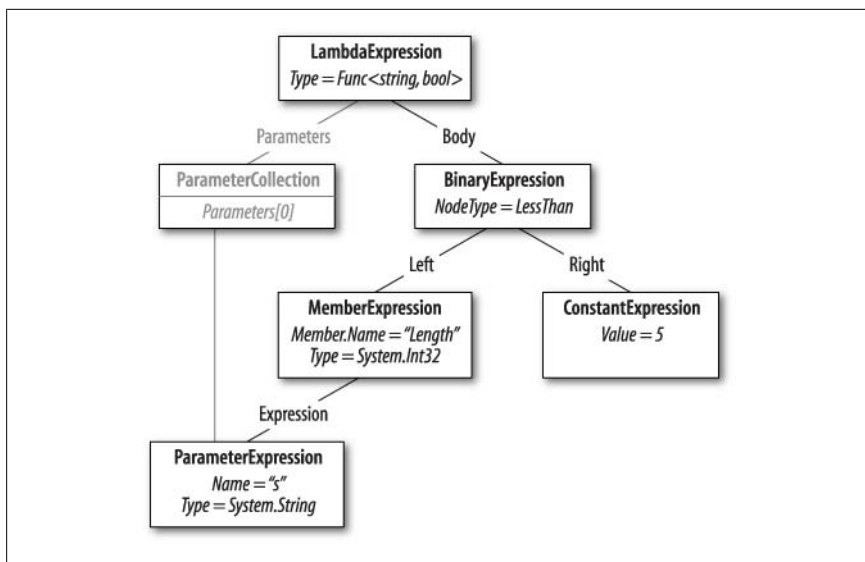 LambdaExpression
Type = Func<string, bool>
Parameters
Body
ParameterCollection
Parameters[0]
BinaryExpression
NodeType = LessThan
Left
Right
MemberExpression
Member.Name = “Length”
Type = System.Int32
ConstantExpression
Value = 5
Expression
ParameterExpression
Name = “s”
Type = System.String